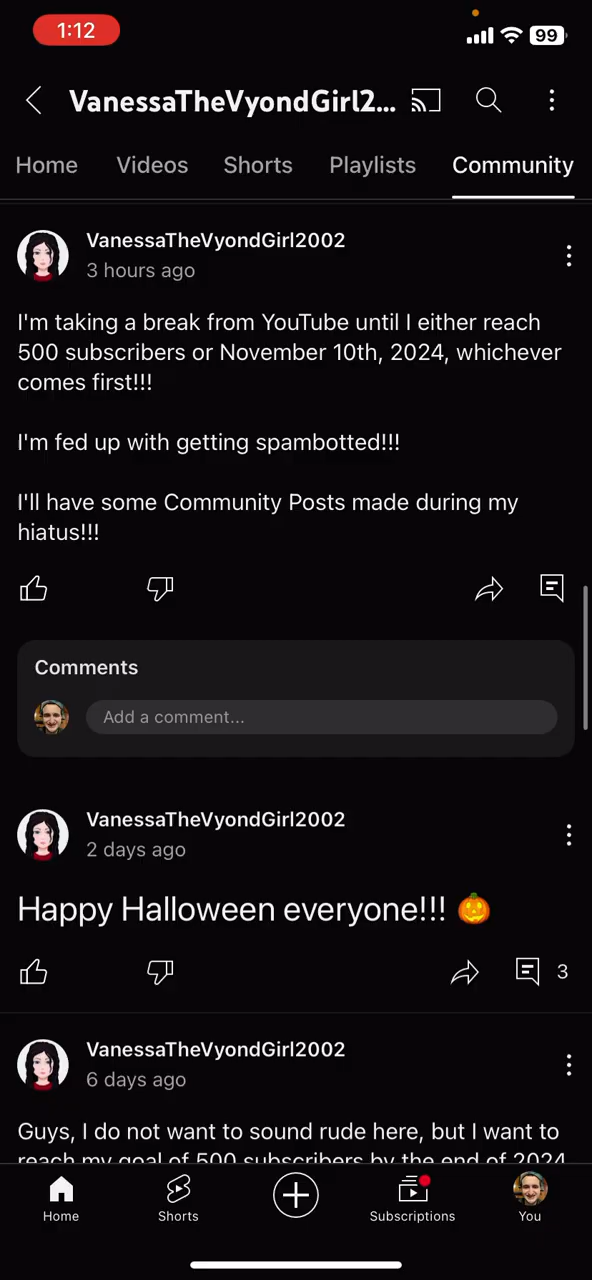 1:12
99
VanessaTheVyondGirl2...
Home Videos Shorts Playlists Community
VanessaTheVyondGirl2002
3 hours ago
I'm taking a break from YouTube until I either reach
500 subscribers or November 10th, 2024, whichever
comes first!!!
I'm fed up with getting spambotted!!!
I'll have some Community Posts made during my
hiatus!!!
Comments
Add a comment...
VanessaTheVyondGirl2002
2 days ago
Happy Halloween everyone!!! 🎃
3
VanessaTheVyondGirl2002
6 days ago
Guys, I do not want to sound rude here, but I want to
reach my goal of 500 subscribers by the end of 2024
Home Shorts Subscriptions You